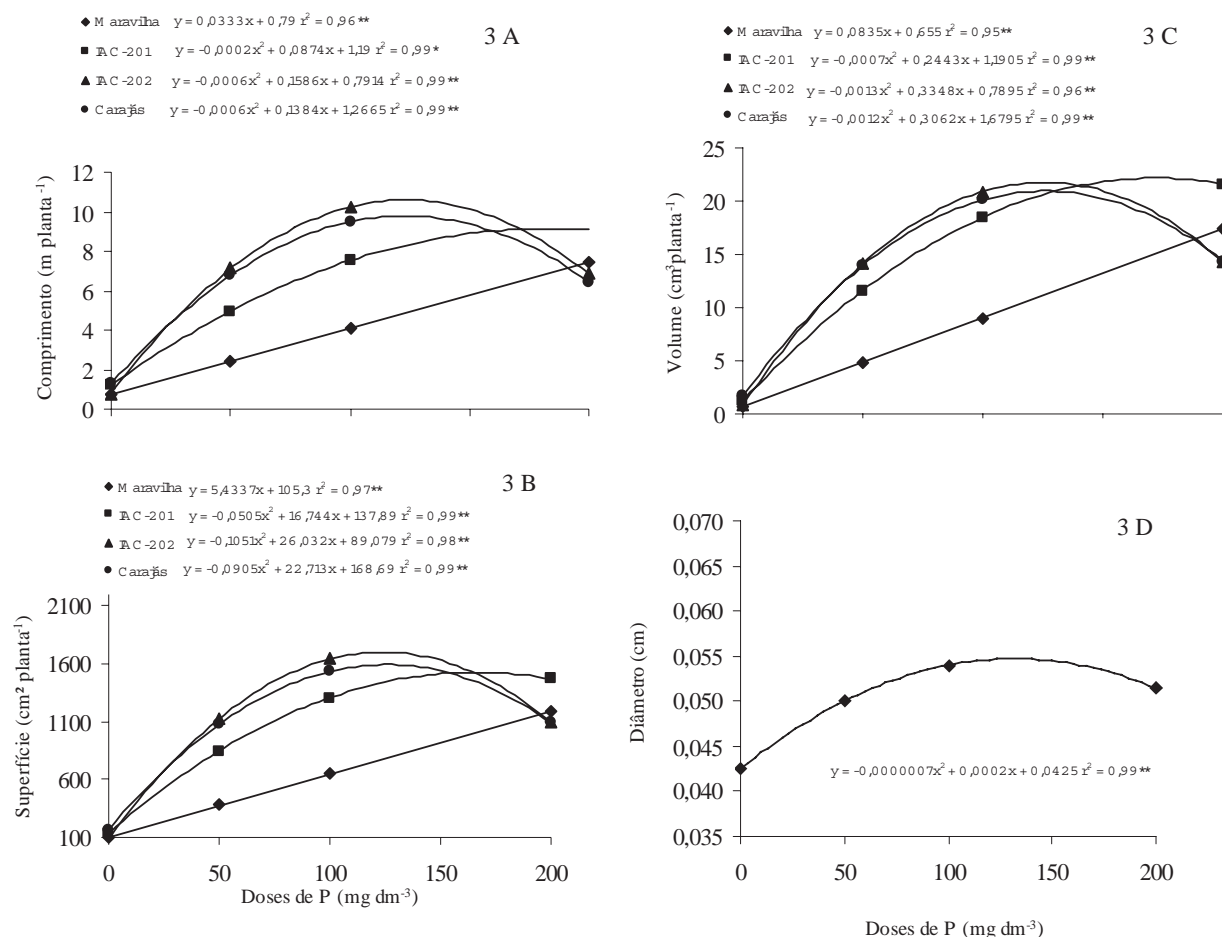 3 A
Maravilha y = 0,0333x + 0,79 r² = 0,96**
IAC-201 y = -0,0002x² + 0,0874x + 1,19 r² = 0,99*
IAC-202 y = -0,0006x² + 0,1586x + 0,7914 r² = 0,99**
Carajás y = -0,0006x² + 0,1384x + 1,2665 r² = 0,99**
Comprimento (m planta⁻¹)
12
10
8
6
4
2
0
3 C
Maravilha y = 0,0835x + 0,655 r² = 0,95**
IAC-201 y = -0,0007x² + 0,2443x + 1,1905 r² = 0,99**
IAC-202 y = -0,0013x² + 0,3348x + 0,7895 r² = 0,96**
Carajás y = -0,0012x² + 0,3062x + 1,6795 r² = 0,99**
Volume (cm³planta⁻¹)
25
20
15
10
5
0
3 B
Maravilha y = 5,4337x + 105,3 r² = 0,97**
IAC-201 y = -0,0505x² + 16,744x + 137,89 r² = 0,99**
IAC-202 y = -0,1051x² + 26,032x + 89,079 r² = 0,98**
Carajás y = -0,0905x² + 22,713x + 168,69 r² = 0,99**
Superfície (cm² planta⁻¹)
2100
1600
1100
600
100
0 50 100 150 200
Doses de P (mg dm⁻³)
3 D
Diâmetro (cm)
0,070
0,065
0,060
0,055
0,050
0,045
0,040
0,035
y = -0,0000007x² + 0,0002x + 0,0425 r² = 0,99**
0 50 100 150 200
Doses de P (mg dm⁻³)